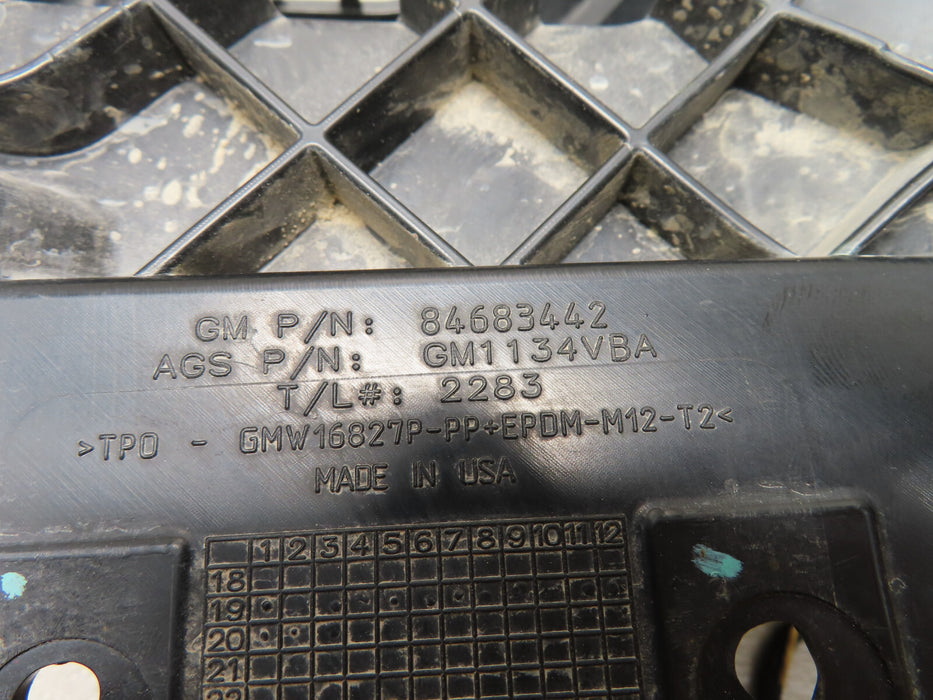 GM P/N: 84683442
AGS P/N: GM1134VBA
T/L#: 2283
>TPO - GMW16827P-PP+EPDM-M12-T2<
MADE IN USA
1 2 3 4 5 6 7 8 9 10 11 12
18
19
20
21